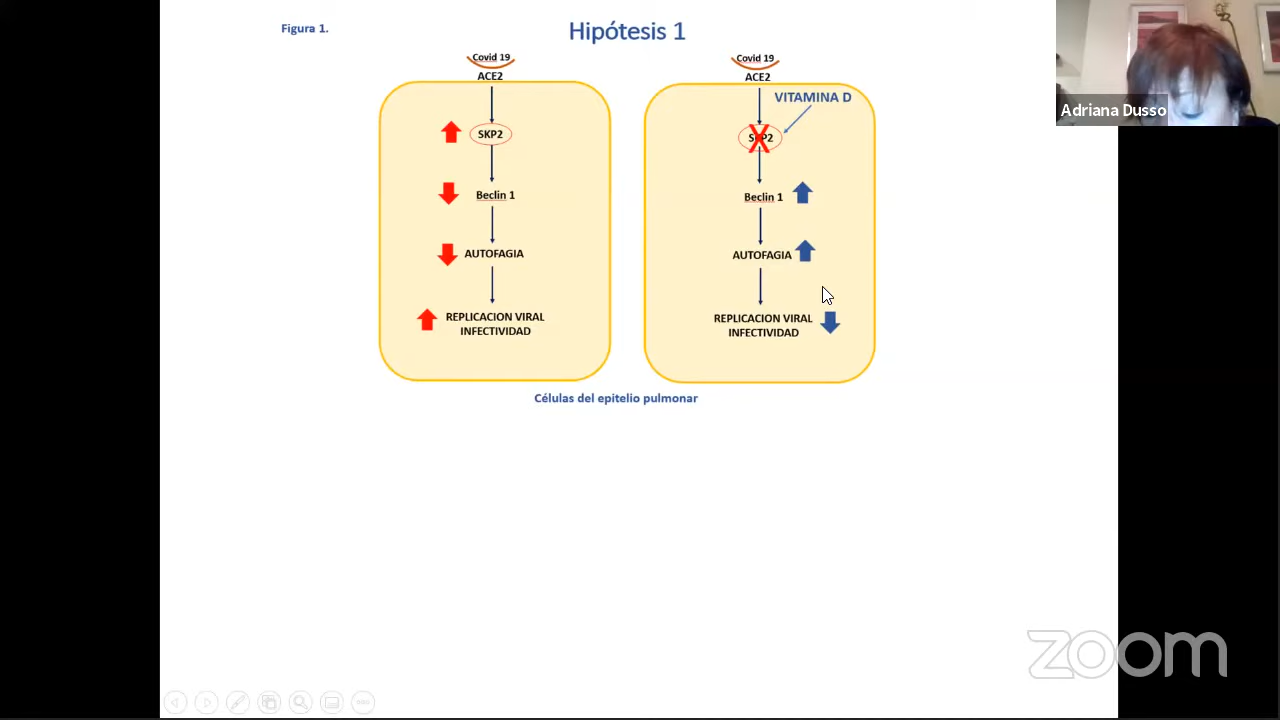 Figura 1.
Hipótesis 1
Covid 19
ACE2
SKP2
Beclin 1
AUTOFAGIA
REPLICACION VIRAL
INFECTIVIDAD
Covid 19
ACE2
VITAMINA D
SKP2
Beclin 1
AUTOFAGIA
REPLICACION VIRAL
INFECTIVIDAD
Células del epitelio pulmonar
Adriana Dusso
zoom